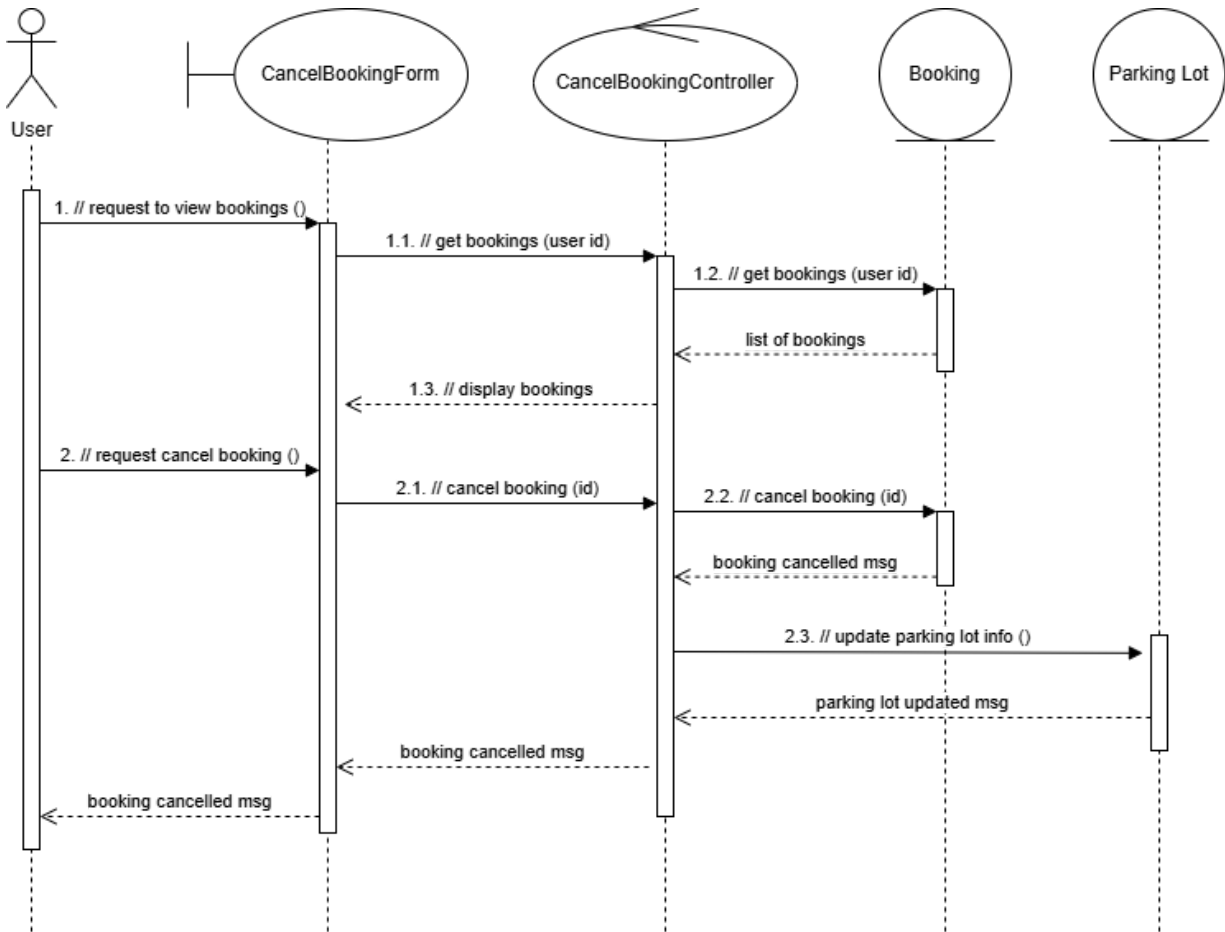 CancelBookingForm
CancelBookingController
Booking
Parking Lot
User
1. // request to view bookings ()
1.1. // get bookings (user id)
1.2. // get bookings (user id)
list of bookings
1.3. // display bookings
2. // request cancel booking ()
2.1. // cancel booking (id)
2.2. // cancel booking (id)
booking cancelled msg
2.3. // update parking lot info ()
parking lot updated msg
booking cancelled msg
booking cancelled msg